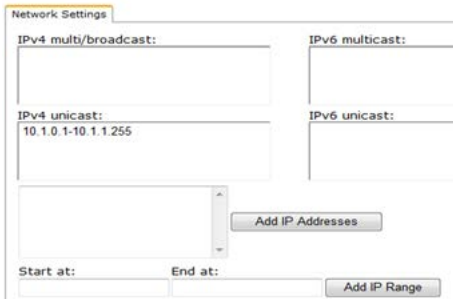 Network Settings
IPv4 multi/broadcast: IPv6 multicast:
IPv4 unicast: IPv6 unicast:
10.1.0.1-10.1.1.255
Add IP Addresses
Start at: End at:
Add IP Range